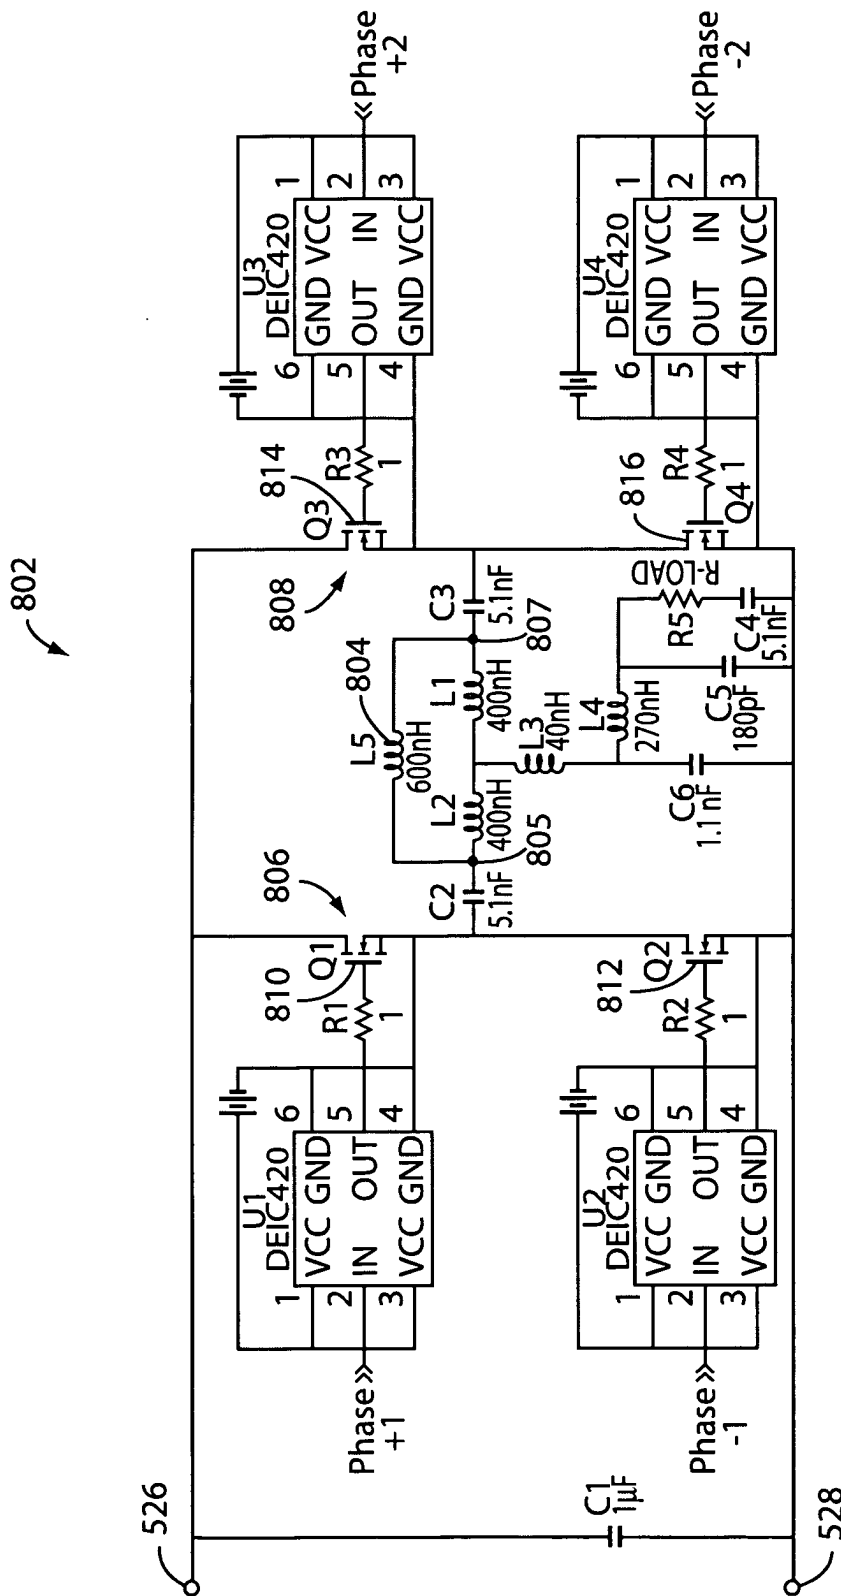 802
526
528
C1
1µF
Phase
+1
U1
DEIC420
1
2
3
VCC GND
IN OUT
VCC GND
6
5
4
810
R1
1
Q1
806
Phase
-1
U2
DEIC420
1
2
3
VCC GND
IN OUT
VCC GND
6
5
4
812
R2
1
Q2
C2
5.1nF
805
L5
600nH
804
L2
400nH
L1
400nH
807
C3
5.1nF
L3
40nH
L4
270nH
C6
1.1nF
C5
180pF
C4
5.1nF
R5
R-LOAD
808
Q3
814
R3
1
U3
DEIC420
6
5
4
GND VCC
OUT IN
GND VCC
1
2
3
Phase
+2
Q4
816
R4
1
U4
DEIC420
6
5
4
GND VCC
OUT IN
GND VCC
1
2
3
Phase
-2